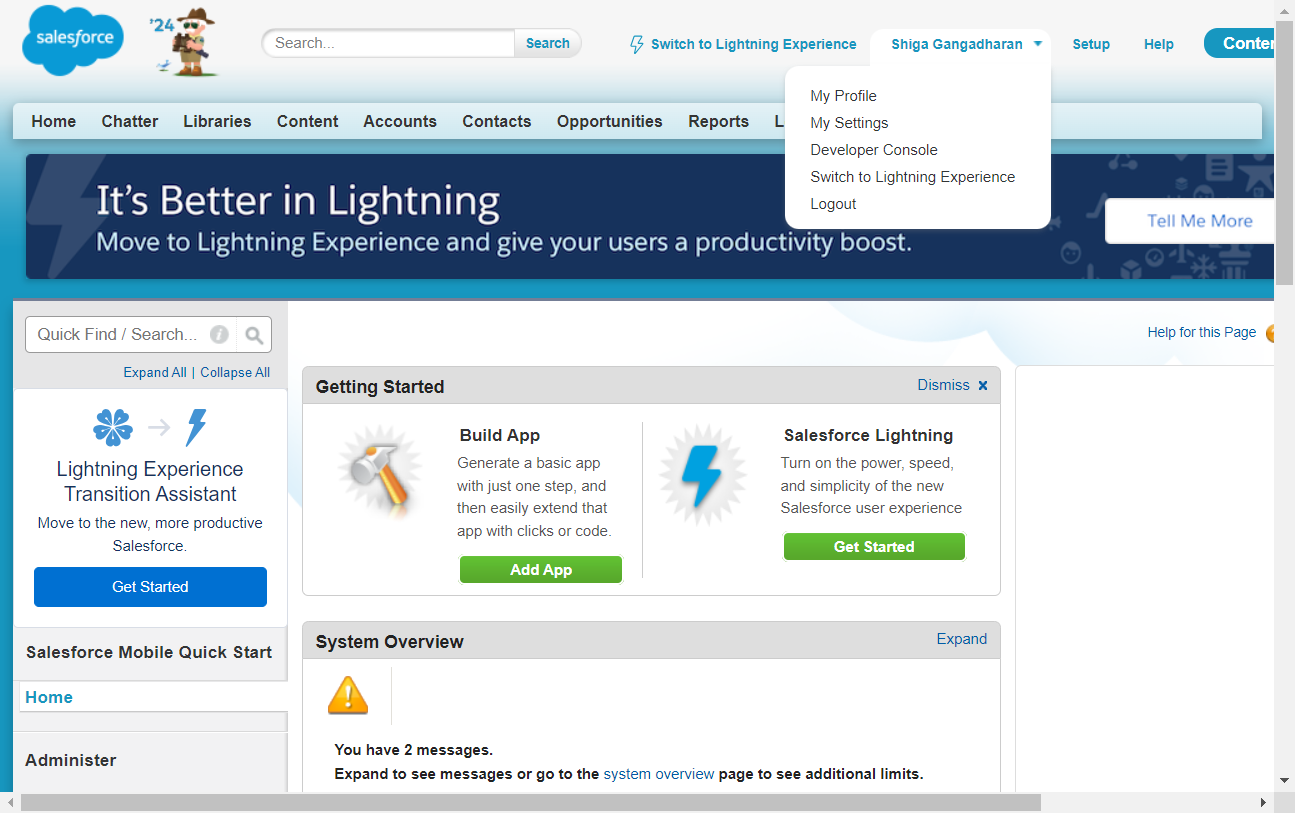 salesforce
'24
Search...
Search
Switch to Lightning Experience
Shiga Gangadharan
Setup
Help
My Profile
My Settings
Developer Console
Switch to Lightning Experience
Logout
Home
Chatter
Libraries
Content
Accounts
Contacts
Opportunities
Reports
It's Better in Lightning
Move to Lightning Experience and give your users a productivity boost.
Tell Me More
Quick Find / Search...
Expand All | Collapse All
Lightning Experience
Transition Assistant
Move to the new, more productive
Salesforce.
Get Started
Salesforce Mobile Quick Start
Home
Administer
Help for this Page
Getting Started
Dismiss
Build App
Generate a basic app
with just one step, and
then easily extend that
app with clicks or code.
Add App
Salesforce Lightning
Turn on the power, speed,
and simplicity of the new
Salesforce user experience
Get Started
System Overview
Expand
You have 2 messages.
Expand to see messages or go to the system overview page to see additional limits.